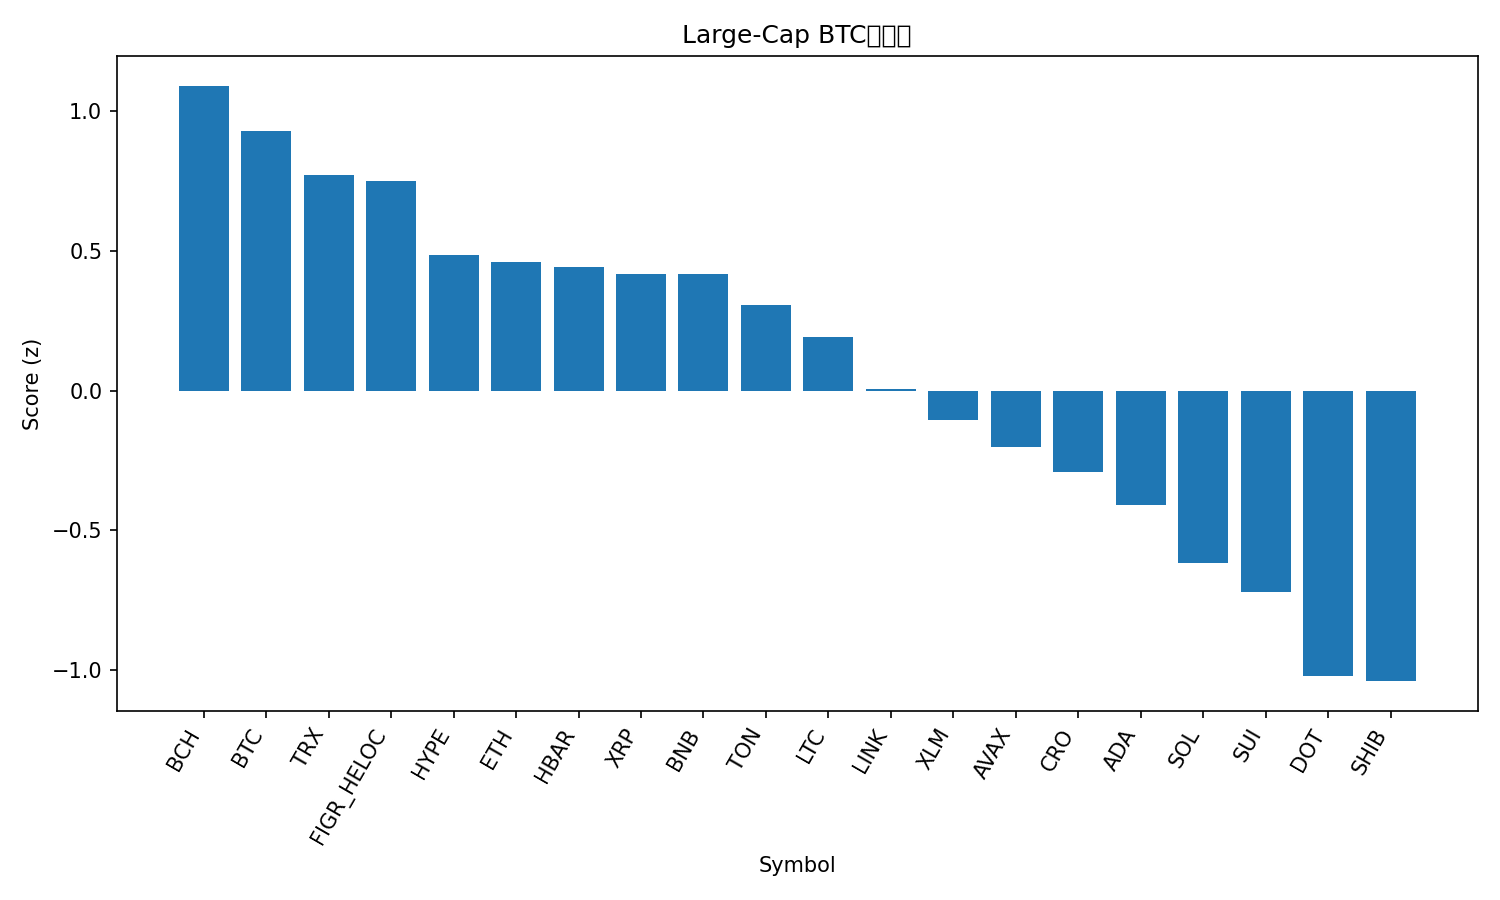 Large-Cap BTC
1.0
0.5
0.0
−0.5
−1.0
Score (z)
BCH
BTC
TRX
FIGR_HELOC
HYPE
ETH
HBAR
XRP
BNB
TON
LTC
LINK
XLM
AVAX
CRO
ADA
SOL
SUI
DOT
SHIB
Symbol